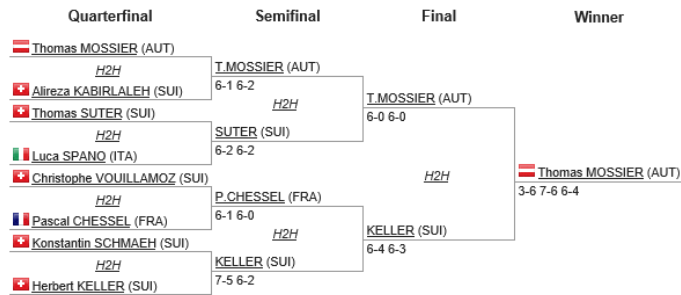 Quarterfinal Semifinal Final Winner
Thomas MOSSIER (AUT)
H2H
Alireza KABIRLALEH (SUI)
Thomas SUTER (SUI)
H2H
Luca SPANO (ITA)
Christophe VOUILLAMOZ (SUI)
H2H
Pascal CHESSEL (FRA)
Konstantin SCHMAEH (SUI)
H2H
Herbert KELLER (SUI)
T.MOSSIER (AUT)
6-1 6-2
H2H
SUTER (SUI)
6-2 6-2
P.CHESSEL (FRA)
6-1 6-0
H2H
KELLER (SUI)
7-5 6-2
T.MOSSIER (AUT)
6-0 6-0
H2H
KELLER (SUI)
6-4 6-3
Thomas MOSSIER (AUT)
3-6 7-6 6-4